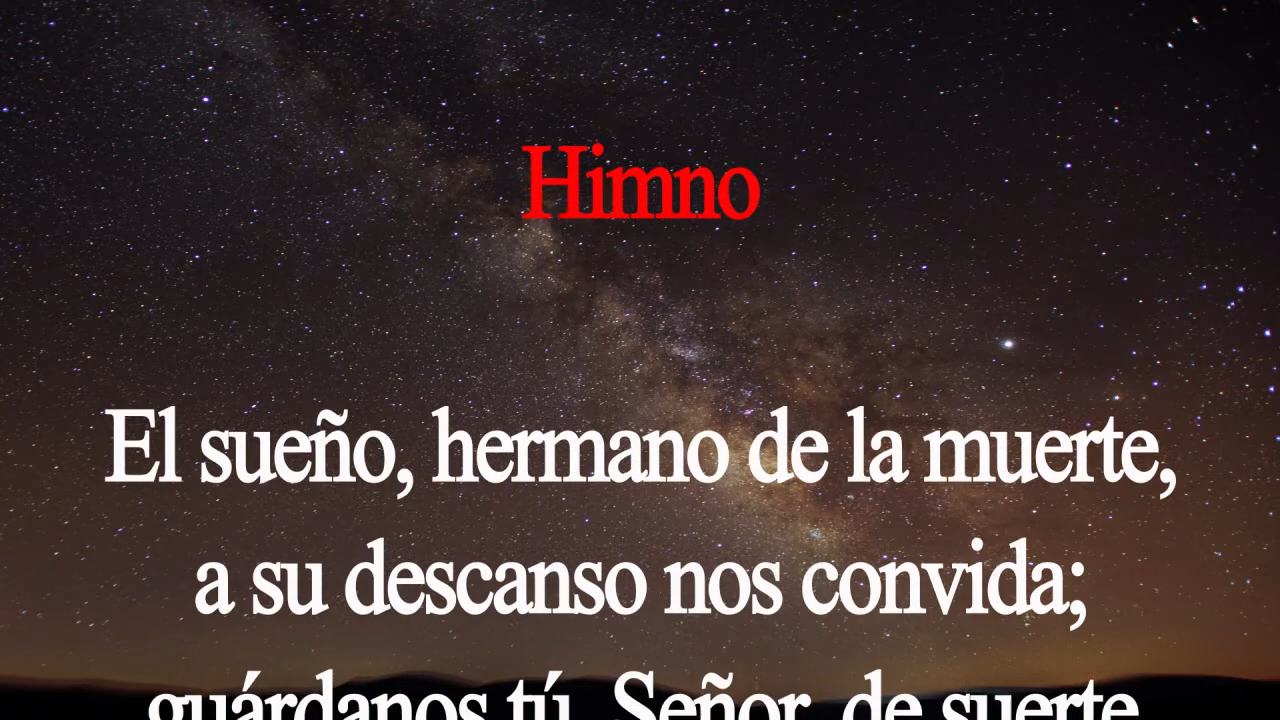 Himno
El sueño, hermano de la muerte,
a su descanso nos convida;
guárdanos tú, Señor, de suerte